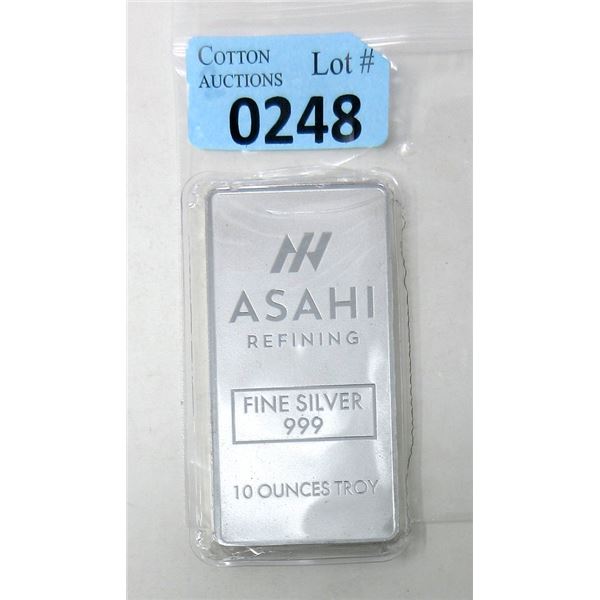 COTTON
AUCTIONS
Lot #
0248
ASAHI
REFINING
FINE SILVER
999
10 OUNCES TROY